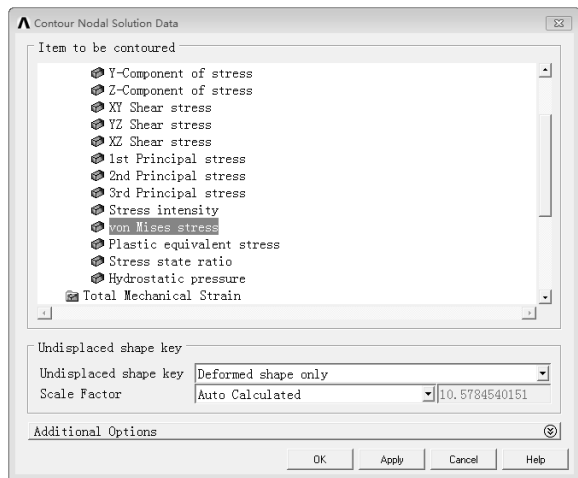 Contour Nodal Solution Data
Item to be contoured
Y-Component of stress
Z-Component of stress
XY Shear stress
YZ Shear stress
XZ Shear stress
1st Principal stress
2nd Principal stress
3rd Principal stress
Stress intensity
von Mises stress
Plastic equivalent stress
Stress state ratio
Hydrostatic pressure
Total Mechanical Strain
Undisplaced shape key
Undisplaced shape key Deformed shape only
Scale Factor Auto Calculated 10.5784540151
Additional Options
OK Apply Cancel Help